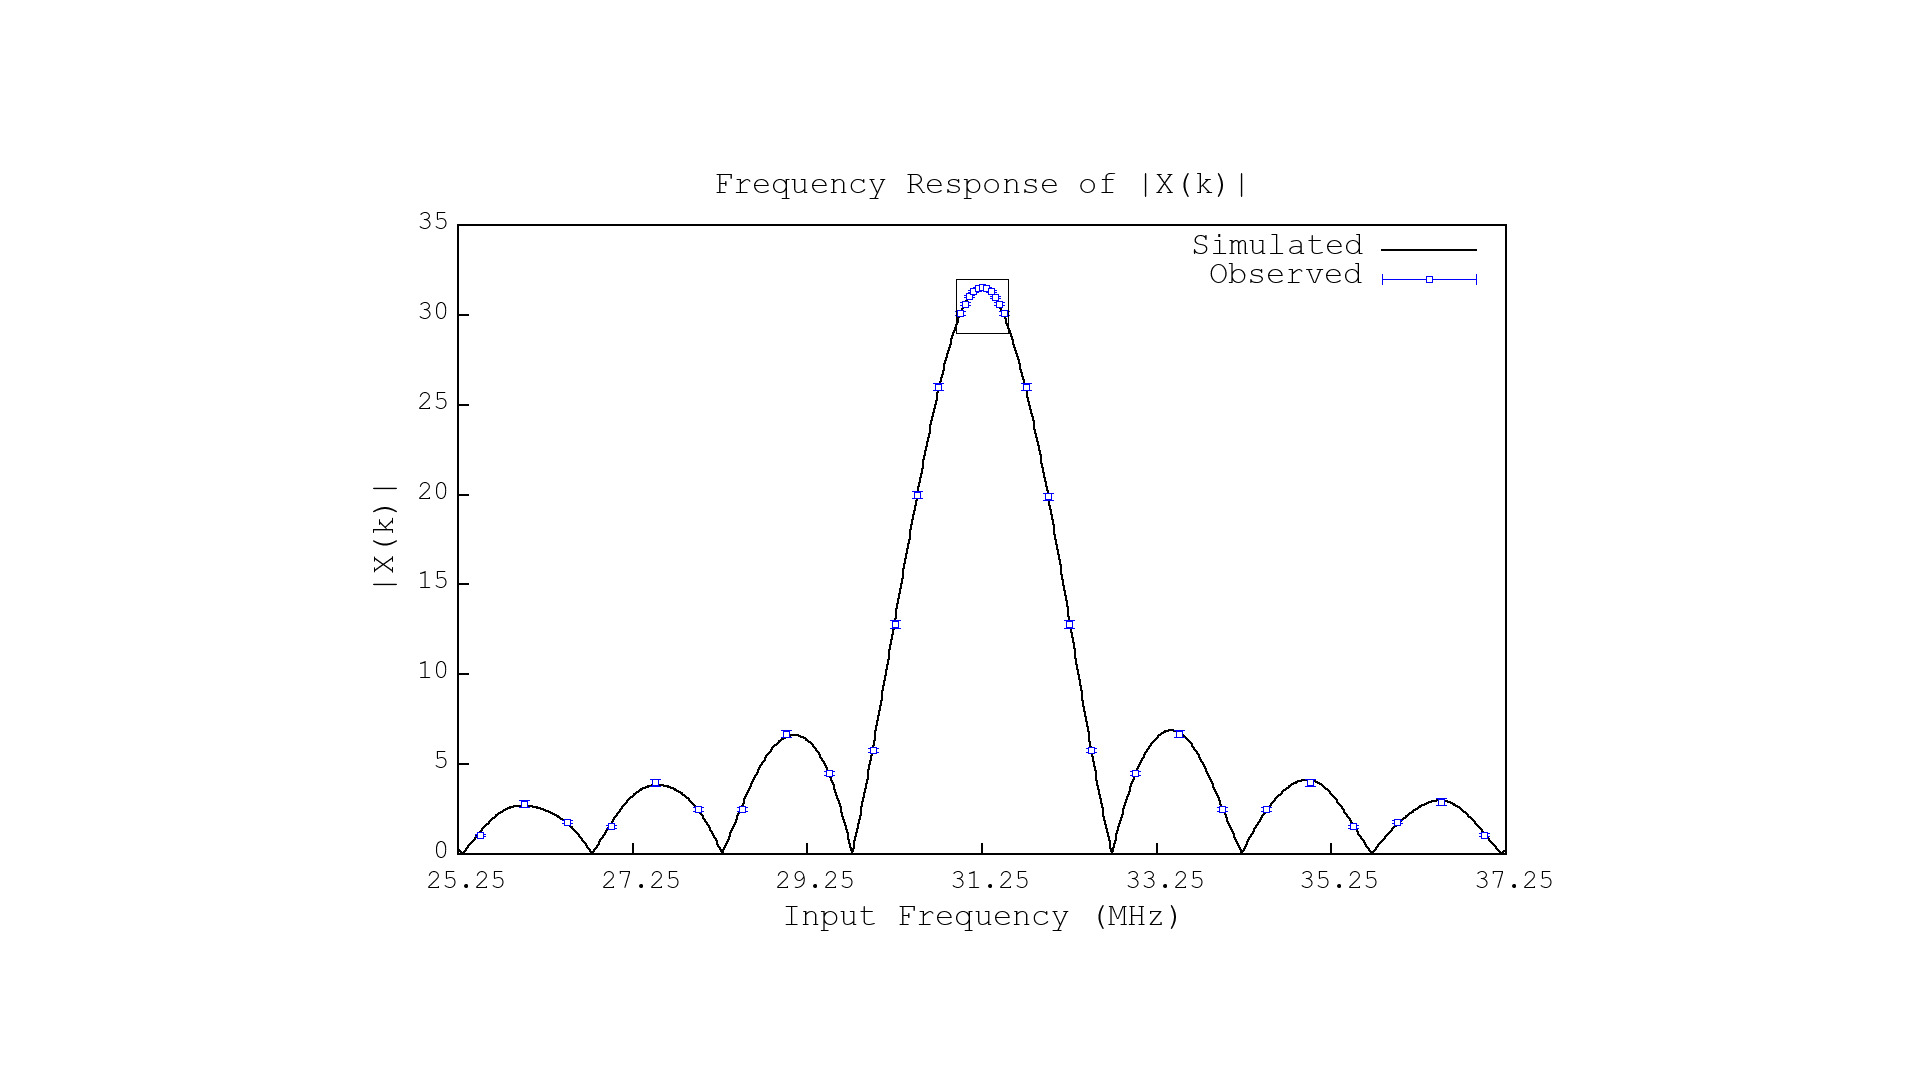 Frequency Response of |X(k)|
Simulated
Observed
35
30
25
20
15
10
5
0
|X(k)|
25.25 27.25 29.25 31.25 33.25 35.25 37.25
Input Frequency (MHz)